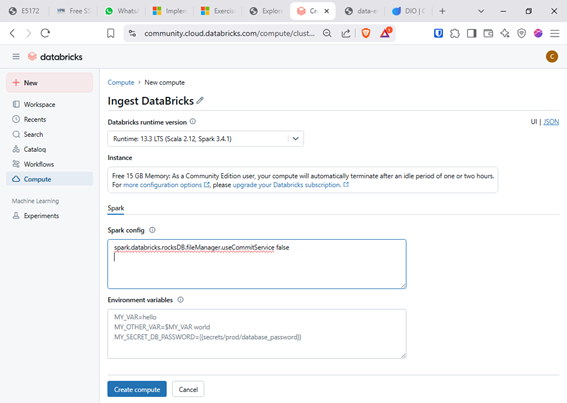 E5172
Free S
WhatsA
Implem
Exercise
Explora
Cre
data-e
DIO | C
community.cloud.databricks.com/compute/clust...
databricks
C
New
Workspace
Recents
Search
Catalog
Workflows
Compute
Machine Learning
Experiments
Compute > New compute
Ingest DataBricks
Databricks runtime version
UI | JSON
Runtime: 13.3 LTS (Scala 2.12, Spark 3.4.1)
Instance
Free 15 GB Memory: As a Community Edition user, your compute will automatically terminate after an idle period of one or two hours.
For more configuration options, please upgrade your Databricks subscription.
Spark
Spark config
spark.databricks.rocksDB.fileManager.useCommitService false
Environment variables
MY_VAR=hello
MY_OTHER_VAR=$MY_VAR world
MY_SECRET_DB_PASSWORD={{secrets/prod/database_password}}
Create compute
Cancel